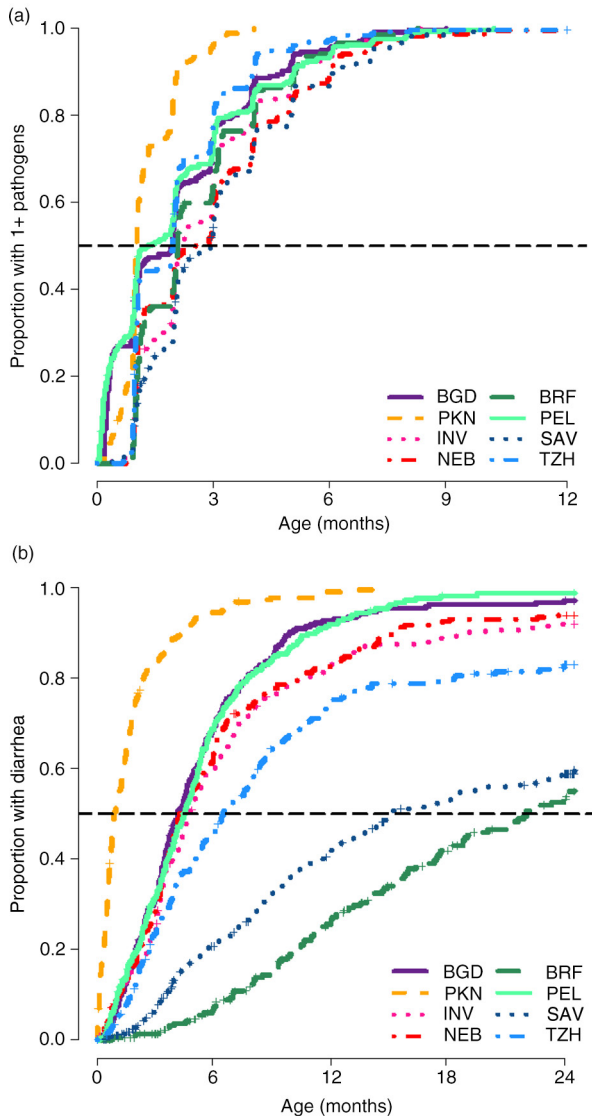 (a)
Proportion with 1+ pathogens
1.0
0.8
0.6
0.4
0.2
0.0
BGD BRF
PKN PEL
INV SAV
NEB TZH
0 3 6 9 12
Age (months)
(b)
Proportion with diarrhea
1.0
0.8
0.6
0.4
0.2
0.0
BGD BRF
PKN PEL
INV SAV
NEB TZH
0 6 12 18 24
Age (months)